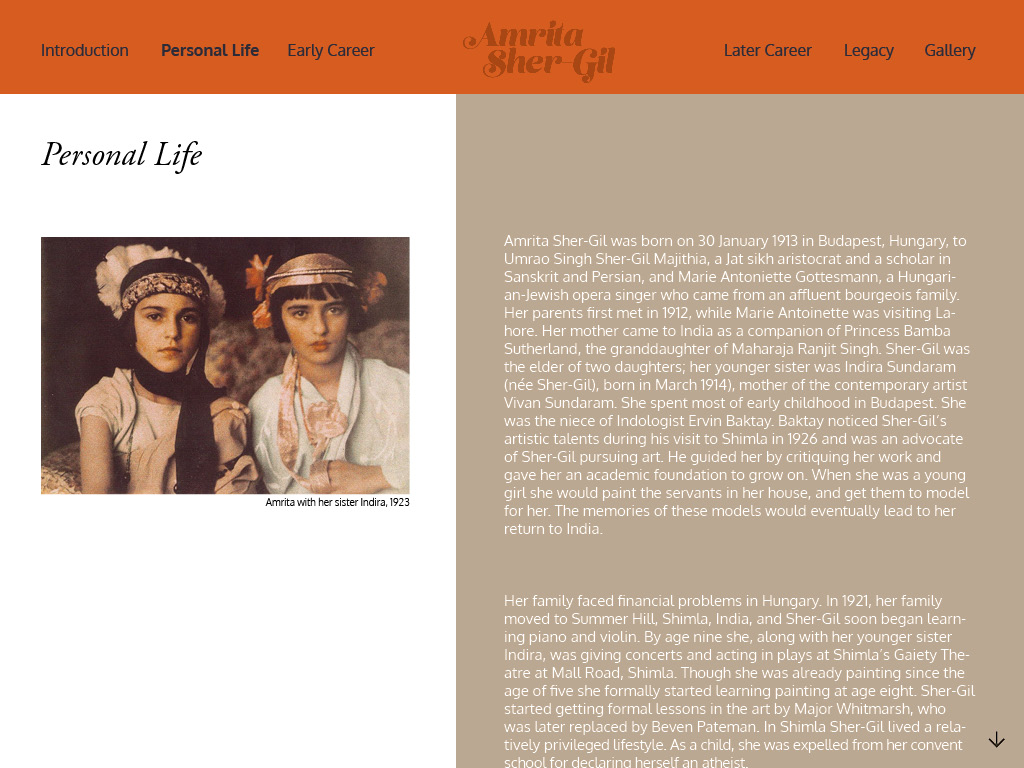 Introduction
Personal Life
Early Career
Amrita
Sher-Gil
Later Career
Legacy
Gallery
Personal Life
Amrita with her sister Indira, 1923
Amrita Sher-Gil was born on 30 January 1913 in Budapest, Hungary, to
Umrao Singh Sher-Gil Majithia, a Jat sikh aristocrat and a scholar in
Sanskrit and Persian, and Marie Antoniette Gottesmann, a Hungari-
an-Jewish opera singer who came from an affluent bourgeois family.
Her parents first met in 1912, while Marie Antoinette was visiting La-
hore. Her mother came to India as a companion of Princess Bamba
Sutherland, the granddaughter of Maharaja Ranjit Singh. Sher-Gil was
the elder of two daughters; her younger sister was Indira Sundaram
(née Sher-Gil), born in March 1914), mother of the contemporary artist
Vivan Sundaram. She spent most of early childhood in Budapest. She
was the niece of Indologist Ervin Baktay. Baktay noticed Sher-Gil’s
artistic talents during his visit to Shimla in 1926 and was an advocate
of Sher-Gil pursuing art. He guided her by critiquing her work and
gave her an academic foundation to grow on. When she was a young
girl she would paint the servants in her house, and get them to model
for her. The memories of these models would eventually lead to her
return to India.
Her family faced financial problems in Hungary. In 1921, her family
moved to Summer Hill, Shimla, India, and Sher-Gil soon began learn-
ing piano and violin. By age nine she, along with her younger sister
Indira, was giving concerts and acting in plays at Shimla’s Gaiety The-
atre at Mall Road, Shimla. Though she was already painting since the
age of five she formally started learning painting at age eight. Sher-Gil
started getting formal lessons in the art by Major Whitmarsh, who
was later replaced by Beven Pateman. In Shimla Sher-Gil lived a rela-
tively privileged lifestyle. As a child, she was expelled from her convent
school for declaring herself an atheist.